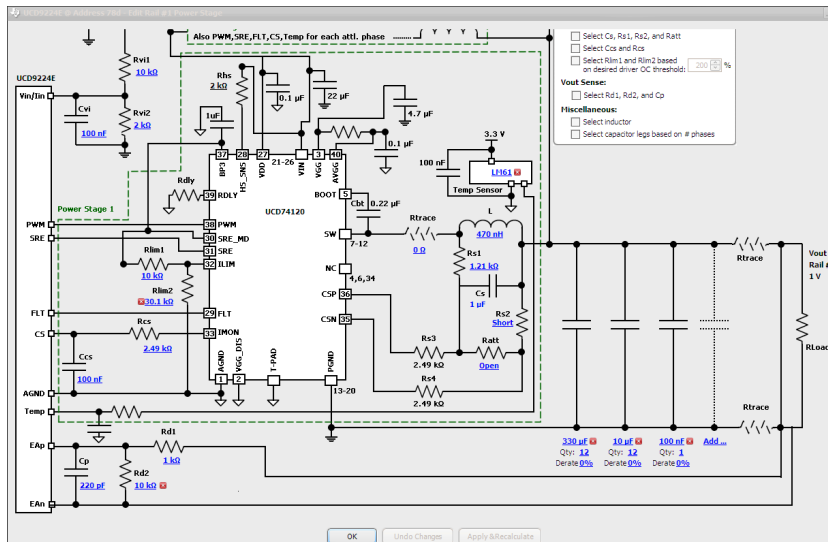 UCD9224E @ Address 79d - Edit Rail #1 Power Stage
Also PWM,SRE,FLT,CS,Temp for each attl. phase
Select Cs, Rs1, Rs2, and Ratt
Select Ccs and Rcs
Select Rlim1 and Rlim2 based
on desired driver OC threshold:
200
%
Vout Sense:
Select Rd1, Rd2, and Cp
Miscellaneous:
Select inductor
Select capacitor legs based on # phases
UCD9224E
Rvi1
10 kΩ
Vin/Iin
Cvi
100 nF
Rvi2
2 kΩ
Rhs
2 kΩ
0.1 µF
22 µF
4.7 µF
0.1 µF
1uF
3.3 V
100 nF
LM61
Temp Sensor
37
28
27
21-26
3
40
BP3
HS_SNS
VDD
VIN
VGG
AVGG
Rdly
39
RDLY
BOOT
5
Power Stage 1
UCD74120
Cbt
0.22 µF
Rtrace
0 Ω
L
470 nH
PWM
38
PWM
SW
7-12
SRE
30
SRE_MD
31
SRE
Rlim1
10 kΩ
32
ILIM
NC
4,6,34
Rs1
1.21 kΩ
Cs
1 µF
Rlim2
30.1 kΩ
CSP
36
Rs2
Short
FLT
29
FLT
CSN
35
CS
Rcs
2.49 kΩ
33
IMON
Rs3
2.49 kΩ
Ratt
Open
Rs4
2.49 kΩ
Ccs
100 nF
AGND
VGG_DIS
T-PAD
PGND
1
2
13-20
AGND
Temp
Rtrace
Vout
Rail #
1 V
RLoad
Rtrace
EAp
Rd1
1 kΩ
Cp
220 pF
Rd2
10 kΩ
EAn
330 µF
10 µF
100 nF
Add ...
Qty: 12
Qty: 12
Qty: 1
Derate 0%
Derate 0%
Derate 0%
OK
Undo Changes
Apply &Recalculate